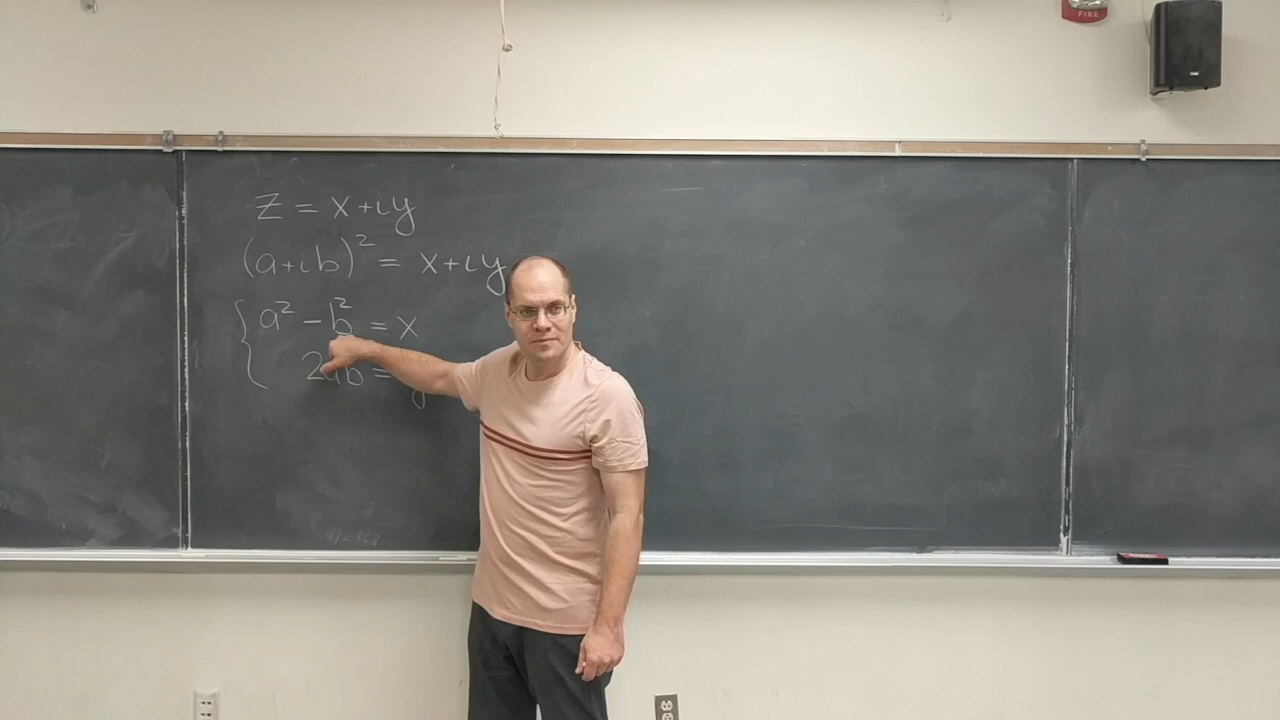 FIRE
z = x+iy
(a+ib)² = x+iy
{ a² - b² = x
2ab = y